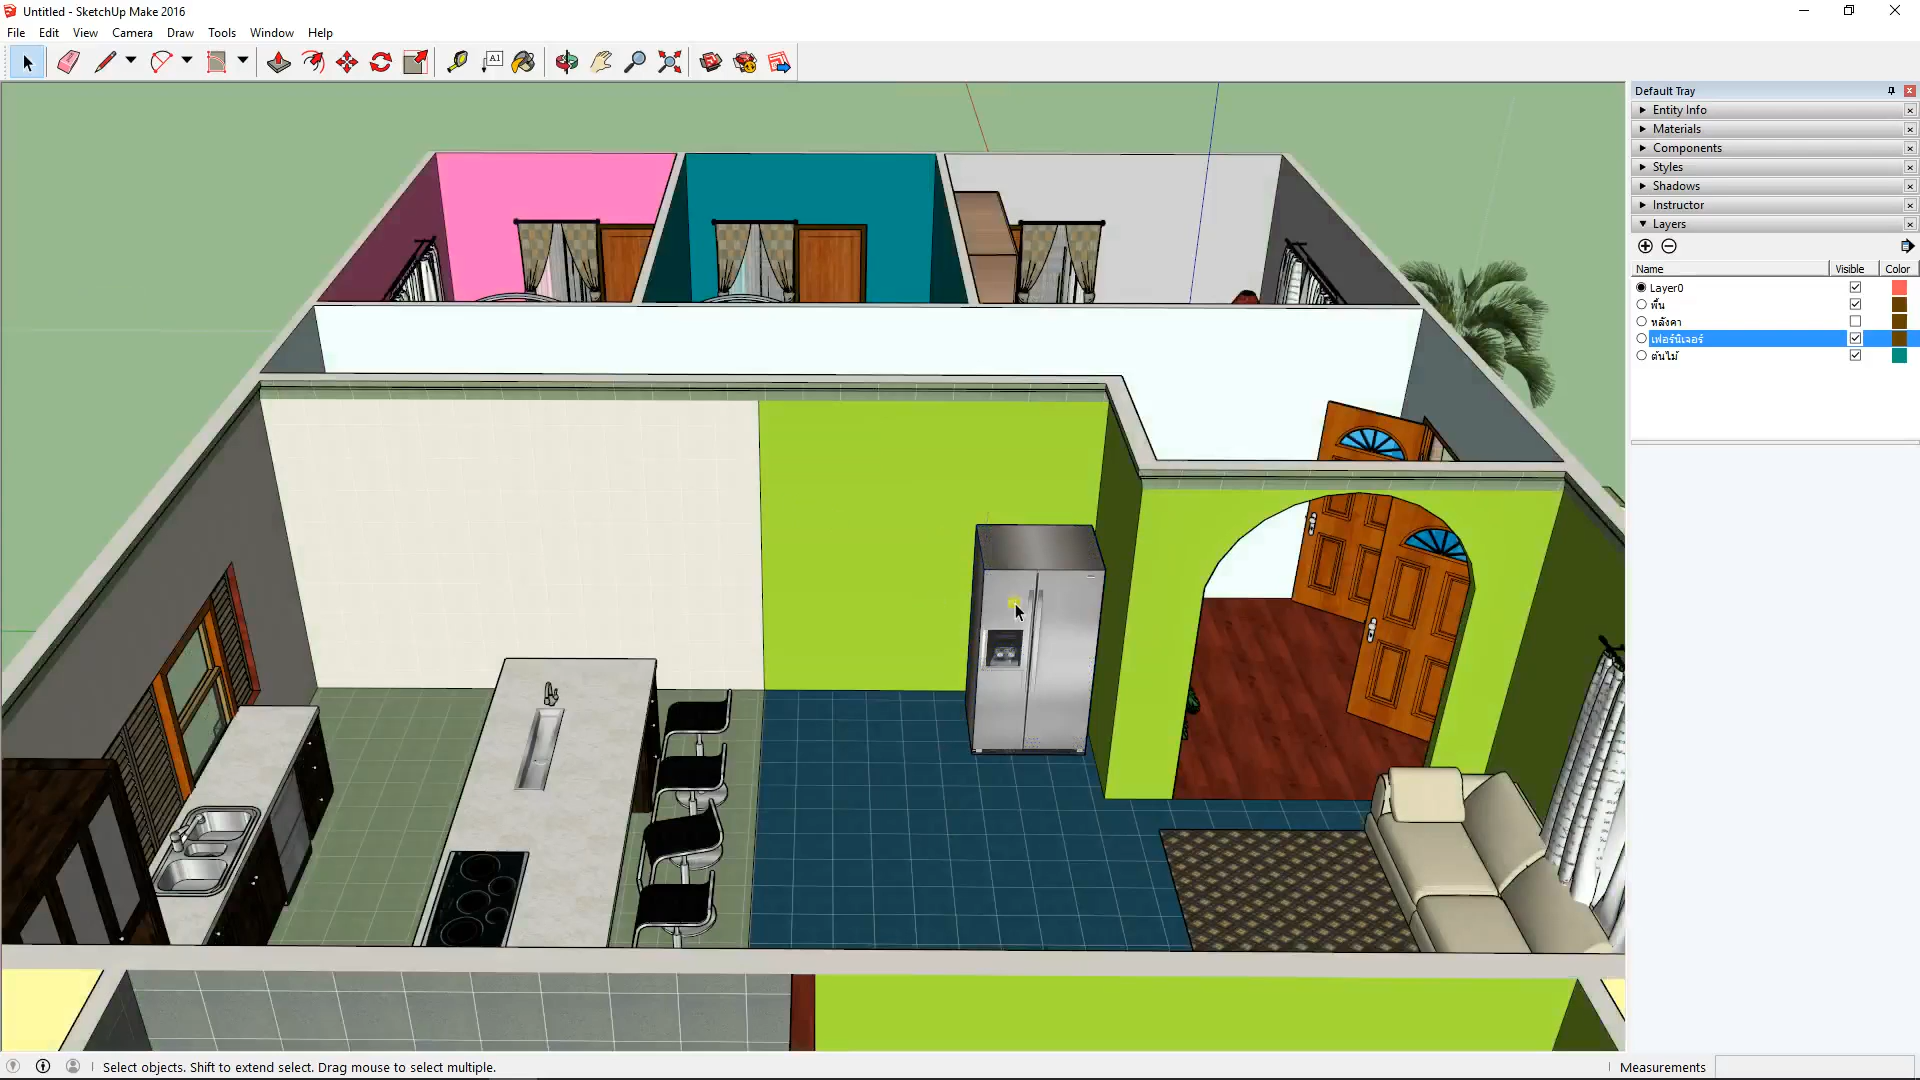 Untitled - SketchUp Make 2016
File Edit View Camera Draw Tools Window Help
A1
Default Tray
Entity Info
Materials
Components
Styles
Shadows
Instructor
Layers
Name Visible Color
Layer0
พื้น
หลังคา
เฟอร์นิเจอร์
ต้นไม้
Select objects. Shift to extend select. Drag mouse to select multiple.
Measurements